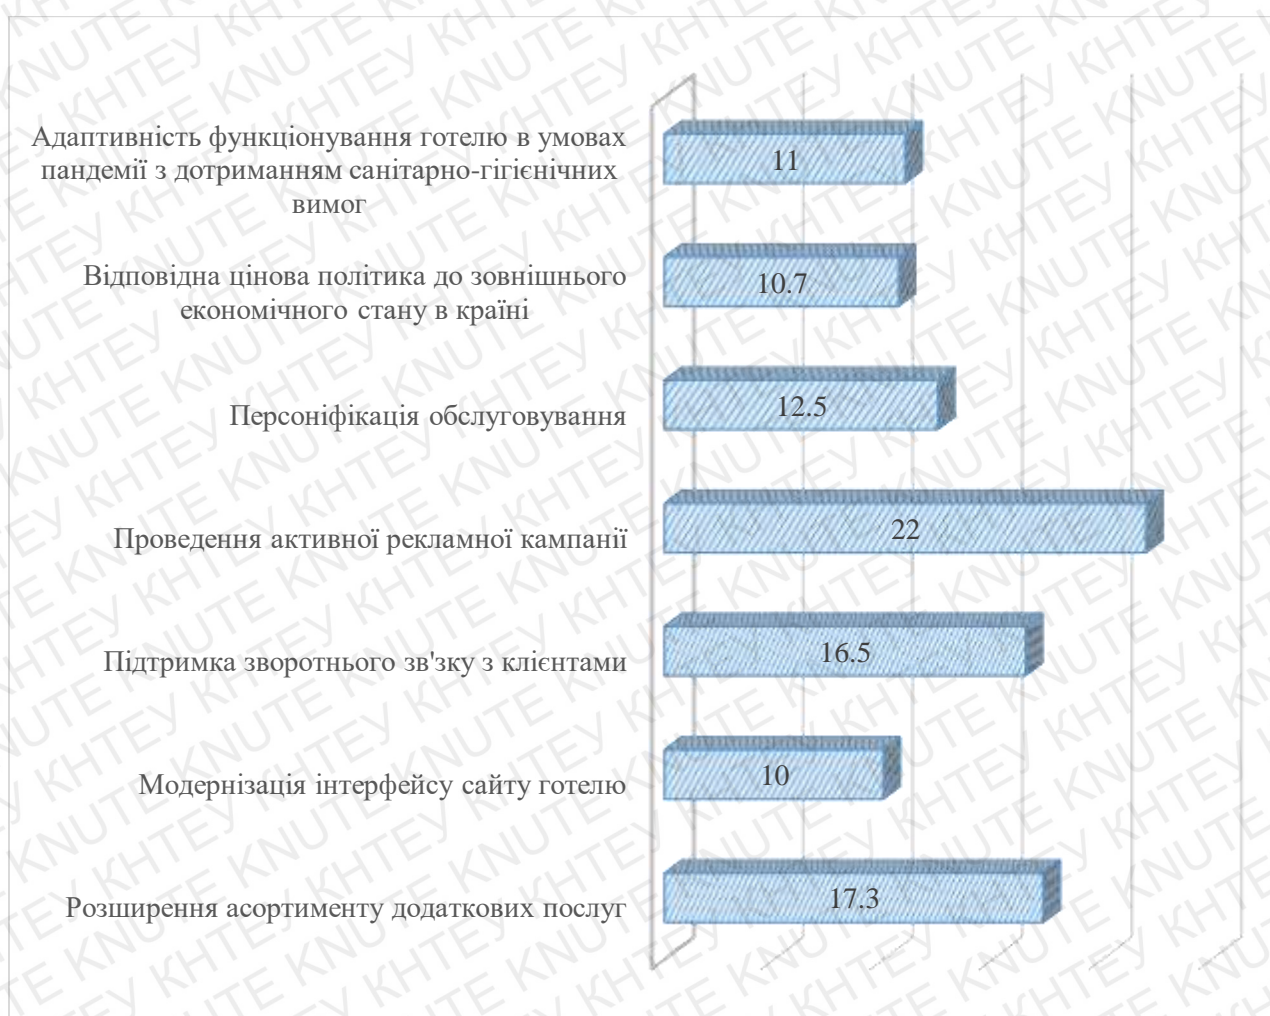 Адаптивність функціонування готелю в умовах
пандемії з дотриманням санітарно-гігієнічних
вимог
11
Відповідна цінова політика до зовнішнього
економічного стану в країні
10.7
Персоніфікація обслуговування
12.5
Проведення активної рекламної кампанії
22
Підтримка зворотнього зв'зку з клієнтами
16.5
Модернізація інтерфейсу сайту готелю
10
Розширення асортименту додаткових послуг
17.3